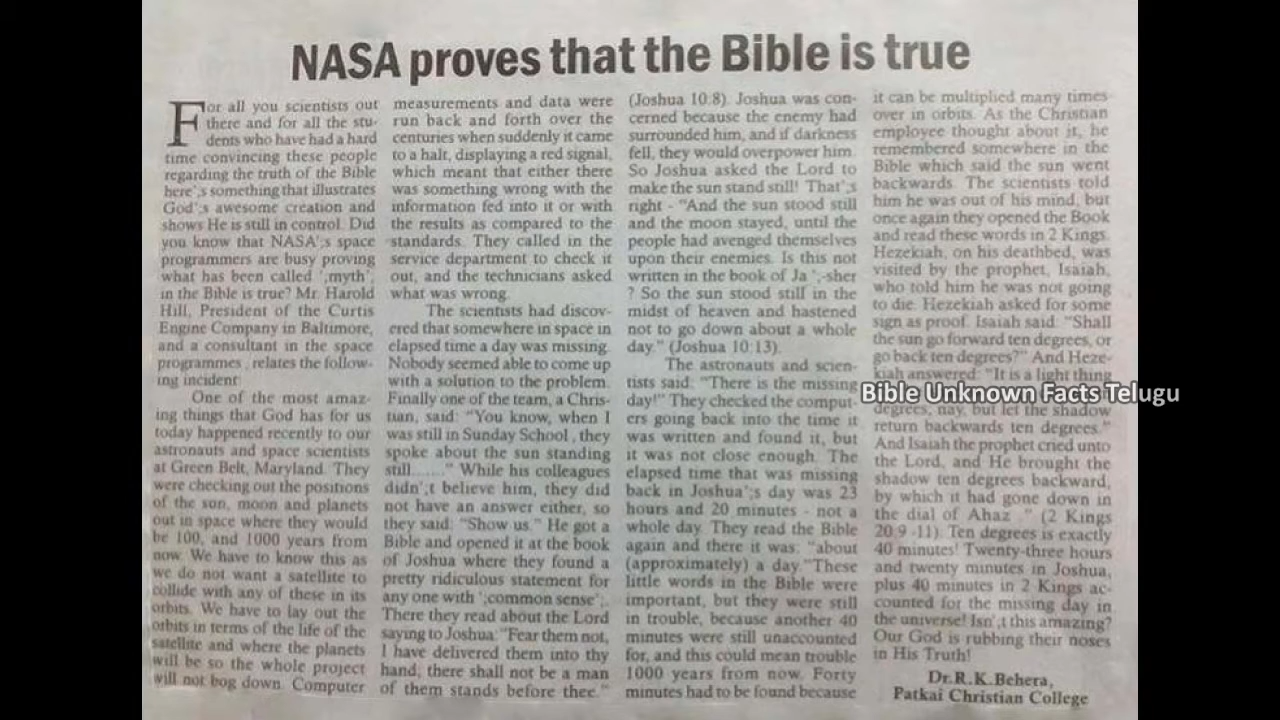 NASA proves that the Bible is true
For all you scientists out
there and for all the stu-
dents who have had a hard
time convincing these people
regarding the truth of the Bible
here';s something that illustrates
God';s awesome creation and
shows He is still in control. Did
you know that NASA';s space
programmers are busy proving
what has been called ';myth';
in the Bible is true? Mr. Harold
Hill, President of the Curtis
Engine Company in Baltimore,
and a consultant in the space
programmes , relates the follow-
ing incident:
One of the most amaz-
ing things that God has for us
today happened recently to our
astronauts and space scientists
at Green Belt, Maryland. They
were checking out the positions
of the sun, moon and planets
out in space where they would
be 100, and 1000 years from
now. We have to know this as
we do not want a satellite to
collide with any of these in its
orbits. We have to lay out the
orbits in terms of the life of the
satellite and where the planets
will be so the whole project
will not bog down. Computer
measurements and data were
run back and forth over the
centuries when suddenly it came
to a halt, displaying a red signal,
which meant that either there
was something wrong with the
information fed into it or with
the results as compared to the
standards. They called in the
service department to check it
out, and the technicians asked
what was wrong.
The scientists had discov-
ered that somewhere in space in
elapsed time a day was missing.
Nobody seemed able to come up
with a solution to the problem.
Finally one of the team, a Chris-
tian, said: "You know, when I
was still in Sunday School , they
spoke about the sun standing
still......." While his colleagues
didn';t believe him, they did
not have an answer either, so
they said: "Show us." He got a
Bible and opened it at the book
of Joshua where they found a
pretty ridiculous statement for
any one with ';common sense';.
There they read about the Lord
saying to Joshua: "Fear them not,
I have delivered them into thy
hand; there shall not be a man
of them stands before thee."
(Joshua 10:8). Joshua was con-
cerned because the enemy had
surrounded him, and if darkness
fell, they would overpower him.
So Joshua asked the Lord to
make the sun stand still! That';s
right - "And the sun stood still
and the moon stayed, until the
people had avenged themselves
upon their enemies. Is this not
written in the book of Ja ';-sher
? So the sun stood still in the
midst of heaven and hastened
not to go down about a whole
day." (Joshua 10:13).
The astronauts and scien-
tists said: "There is the missing
day!" They checked the comput-
ers going back into the time it
was written and found it, but
it was not close enough. The
elapsed time that was missing
back in Joshua';s day was 23
hours and 20 minutes - not a
whole day. They read the Bible
again and there it was: "about
(approximately) a day."These
little words in the Bible were
important, but they were still
in trouble, because another 40
minutes were still unaccounted
for, and this could mean trouble
1000 years from now. Forty
minutes had to be found because
it can be multiplied many times
over in orbits. As the Christian
employee thought about it, he
remembered somewhere in the
Bible which said the sun went
backwards. The scientists told
him he was out of his mind, but
once again they opened the Book
and read these words in 2 Kings.
Hezekiah, on his deathbed, was
visited by the prophet, Isaiah,
who told him he was not going
to die. Hezekiah asked for some
sign as proof. Isaiah said: "Shall
the sun go forward ten degrees, or
go back ten degrees?" And Heze-
kiah answered: "It is a light thing
Bible Unknown Facts Telugu
degrees, nay, but let the shadow
return backwards ten degrees."
And Isaiah the prophet cried unto
the Lord, and He brought the
shadow ten degrees backward,
by which it had gone down in
the dial of Ahaz ." (2 Kings
20:9 -11). Ten degrees is exactly
40 minutes! Twenty-three hours
and twenty minutes in Joshua,
plus 40 minutes in 2 Kings ac-
counted for the missing day in
the universe! Isn';t this amazing?
Our God is rubbing their noses
in His Truth!
Dr.R.K.Behera,
Patkai Christian College